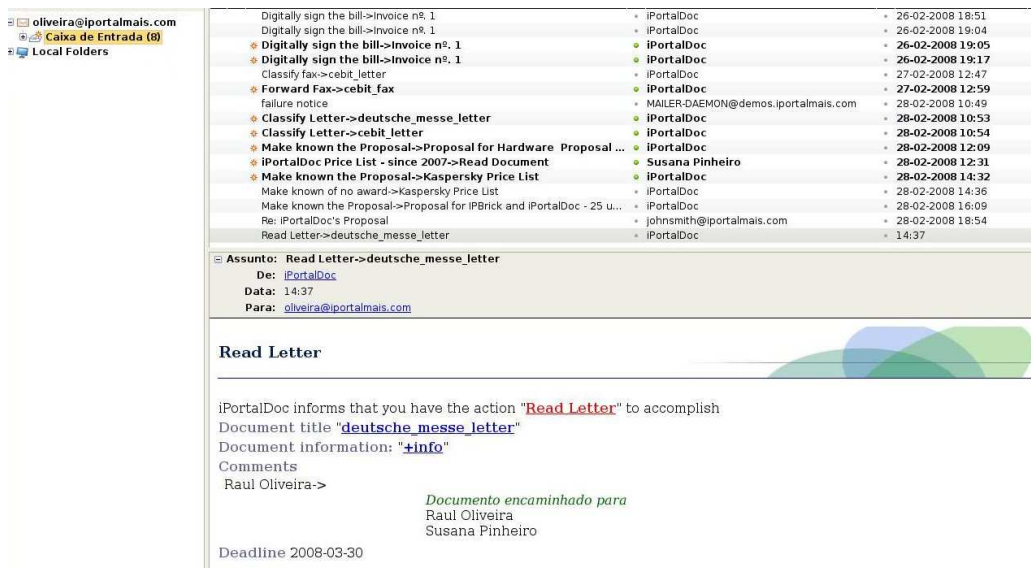 oliveira@iportalmais.com
Caixa de Entrada (8)
Local Folders
Digitally sign the bill->Invoice nº. 1 iPortalDoc 26-02-2008 18:51
Digitally sign the bill->Invoice nº. 1 iPortalDoc 26-02-2008 19:04
Digitally sign the bill->Invoice nº. 1 iPortalDoc 26-02-2008 19:05
Digitally sign the bill->Invoice nº. 1 iPortalDoc 26-02-2008 19:17
Classify fax->cebit_letter iPortalDoc 27-02-2008 12:47
Forward Fax->cebit_fax iPortalDoc 27-02-2008 12:59
failure notice MAILER-DAEMON@demos.iportalmais.com 28-02-2008 10:49
Classify Letter->deutsche_messe_letter iPortalDoc 28-02-2008 10:53
Classify Letter->cebit_letter iPortalDoc 28-02-2008 10:54
Make known the Proposal->Proposal for Hardware Proposal ... iPortalDoc 28-02-2008 12:09
iPortalDoc Price List - since 2007->Read Document Susana Pinheiro 28-02-2008 12:31
Make known the Proposal->Kaspersky Price List iPortalDoc 28-02-2008 14:32
Make known of no award->Kaspersky Price List iPortalDoc 28-02-2008 14:36
Make known the Proposal->Proposal for IPBrick and iPortalDoc - 25 u... iPortalDoc 28-02-2008 16:09
Re: iPortalDoc's Proposal johnsmith@iportalmais.com 28-02-2008 18:54
Read Letter->deutsche_messe_letter iPortalDoc 14:37
Assunto: Read Letter->deutsche_messe_letter
De: iPortalDoc
Data: 14:37
Para: oliveira@iportalmais.com
Read Letter
iPortalDoc informs that you have the action "Read Letter" to accomplish
Document title "deutsche_messe_letter"
Document information: "+info"
Comments
Raul Oliveira->
Documento encaminhado para
Raul Oliveira
Susana Pinheiro
Deadline 2008-03-30